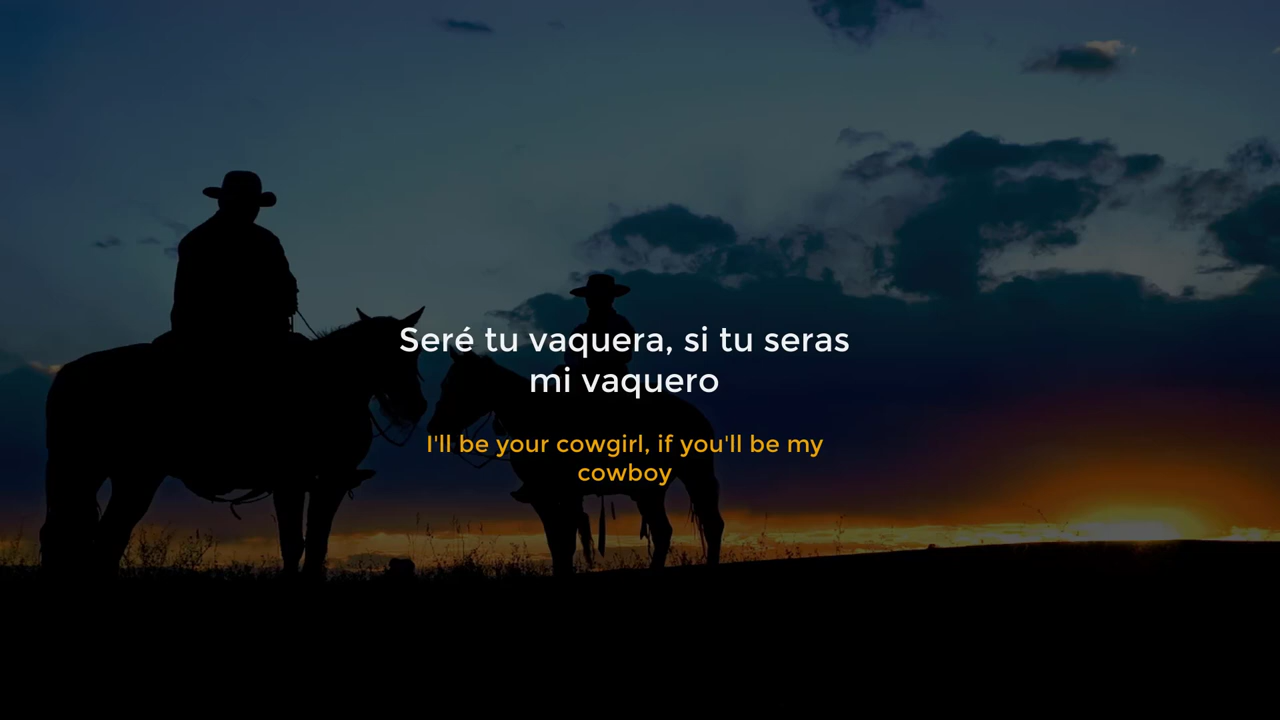 Seré tu vaquera, si tu seras
mi vaquero
I'll be your cowgirl, if you'll be my
cowboy